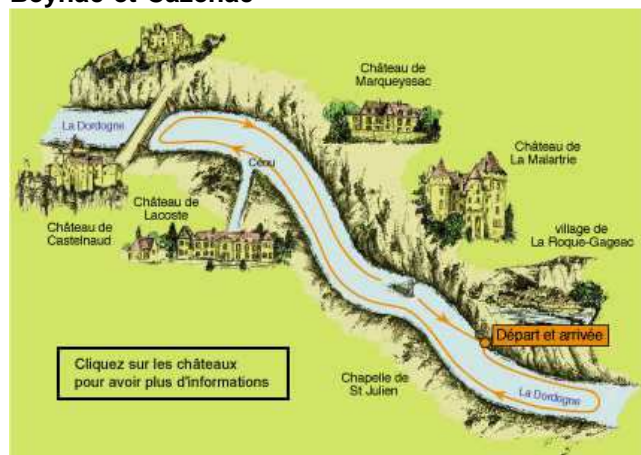 Beynac et Cazenac
Château de
Marqueyssac
La Dordogne
Château de
La Malartrie
Céou
Château de
Lacoste
Château de
Castelnaud
village de
La Roque-Gageac
Départ et arrivée
Cliquez sur les châteaux
pour avoir plus d'informations
Chapelle de
St Julien
La Dordogne